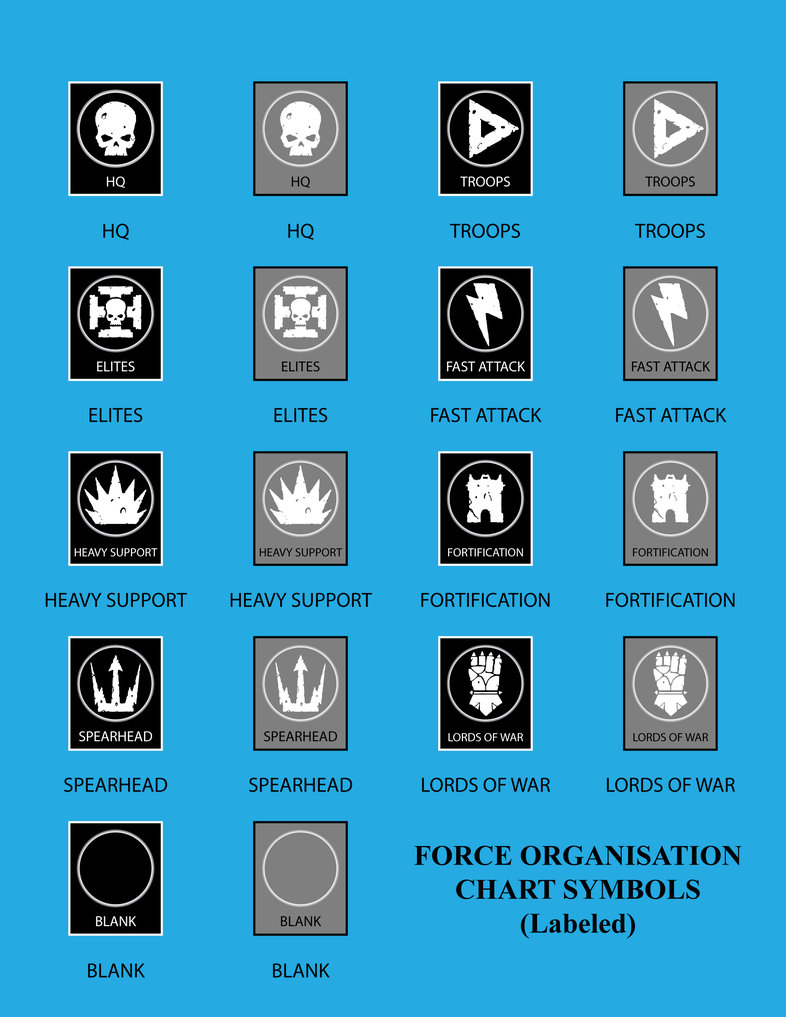 HQ
HQ
TROOPS
TROOPS
HQ
HQ
TROOPS
TROOPS
ELITES
ELITES
FAST ATTACK
FAST ATTACK
ELITES
ELITES
FAST ATTACK
FAST ATTACK
HEAVY SUPPORT
HEAVY SUPPORT
FORTIFICATION
FORTIFICATION
HEAVY SUPPORT
HEAVY SUPPORT
FORTIFICATION
FORTIFICATION
SPEARHEAD
SPEARHEAD
LORDS OF WAR
LORDS OF WAR
SPEARHEAD
SPEARHEAD
LORDS OF WAR
LORDS OF WAR
BLANK
BLANK
BLANK
BLANK
FORCE ORGANISATION
CHART SYMBOLS
(Labeled)